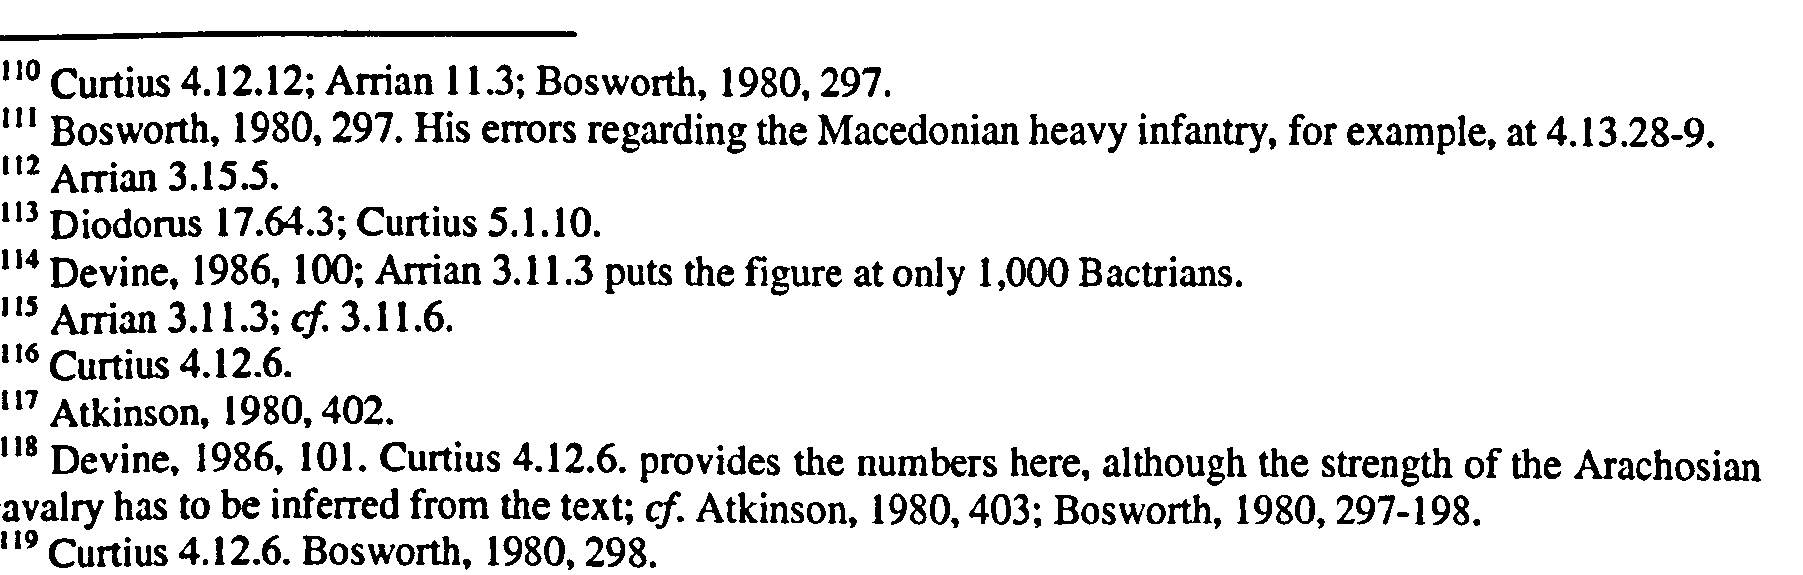 110 Curtius 4.12.12; Arrian 11.3; Bosworth, 1980, 297.
111 Bosworth, 1980, 297. His errors regarding the Macedonian heavy infantry, for example, at 4.13.28-9.
112 Arrian 3.15.5.
113 Diodorus 17.64.3; Curtius 5.1.10.
114 Devine, 1986, 100; Arrian 3.11.3 puts the figure at only 1,000 Bactrians.
115 Arrian 3.11.3; cf. 3.11.6.
116 Curtius 4.12.6.
117 Atkinson, 1980, 402.
118 Devine, 1986, 101. Curtius 4.12.6. provides the numbers here, although the strength of the Arachosian
avalry has to be inferred from the text; cf. Atkinson, 1980, 403; Bosworth, 1980, 297-198.
119 Curtius 4.12.6. Bosworth, 1980, 298.